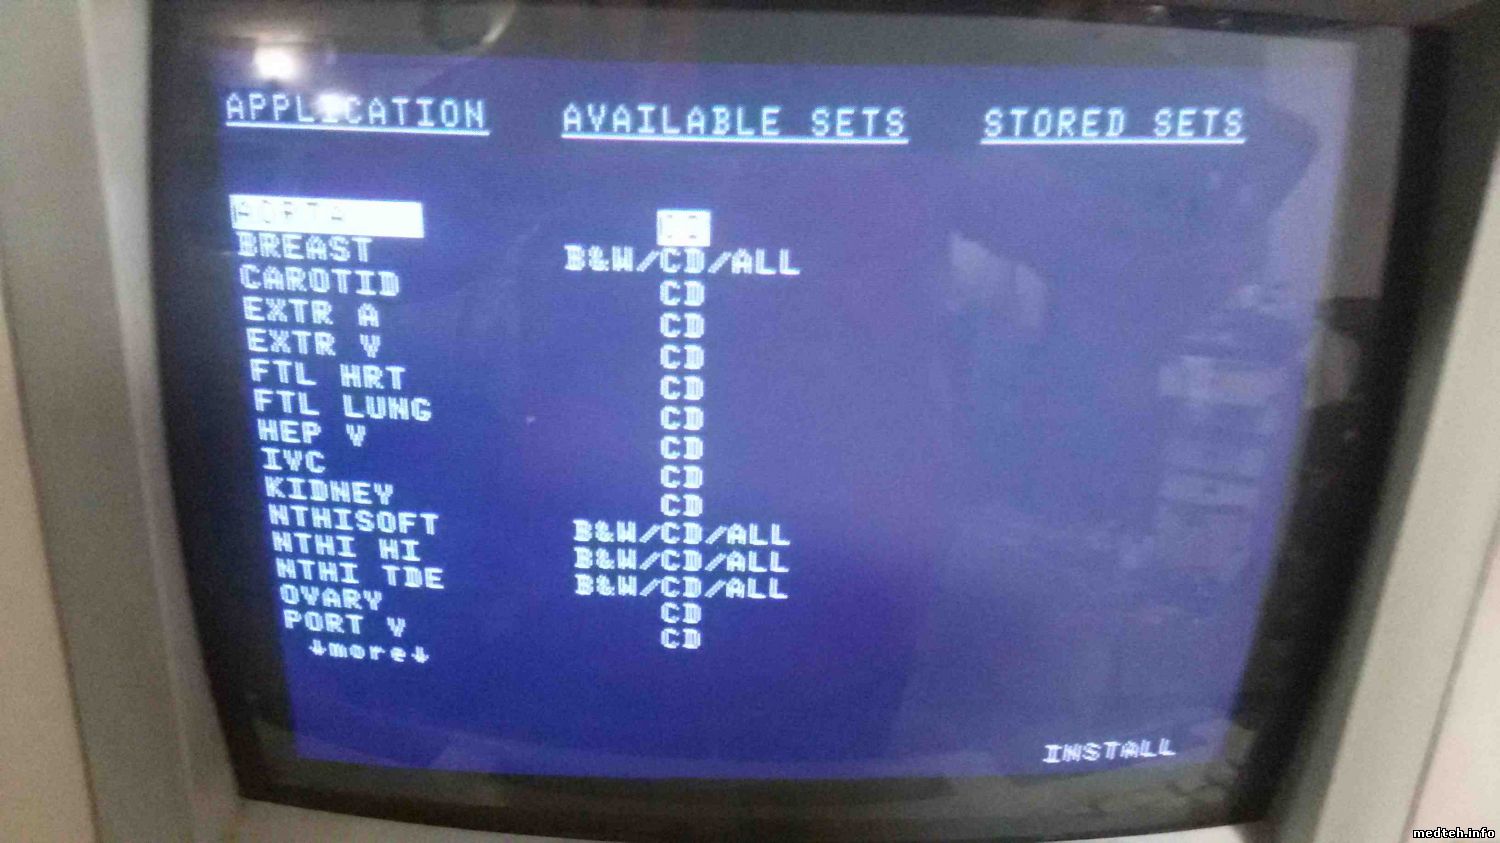 APPLICATION AVAILABLE SETS STORED SETS
AORTA CD
BREAST B&W/CD/ALL
CAROTID CD
EXTR A CD
EXTR V CD
FTL HRT CD
FTL LUNG CD
HEP V CD
IVC CD
KIDNEY CD
NTHISOFT B&W/CD/ALL
NTHI HI B&W/CD/ALL
NTHI TDE B&W/CD/ALL
OVARY CD
PORT V CD
↓more↓
INSTALL
medteh.info